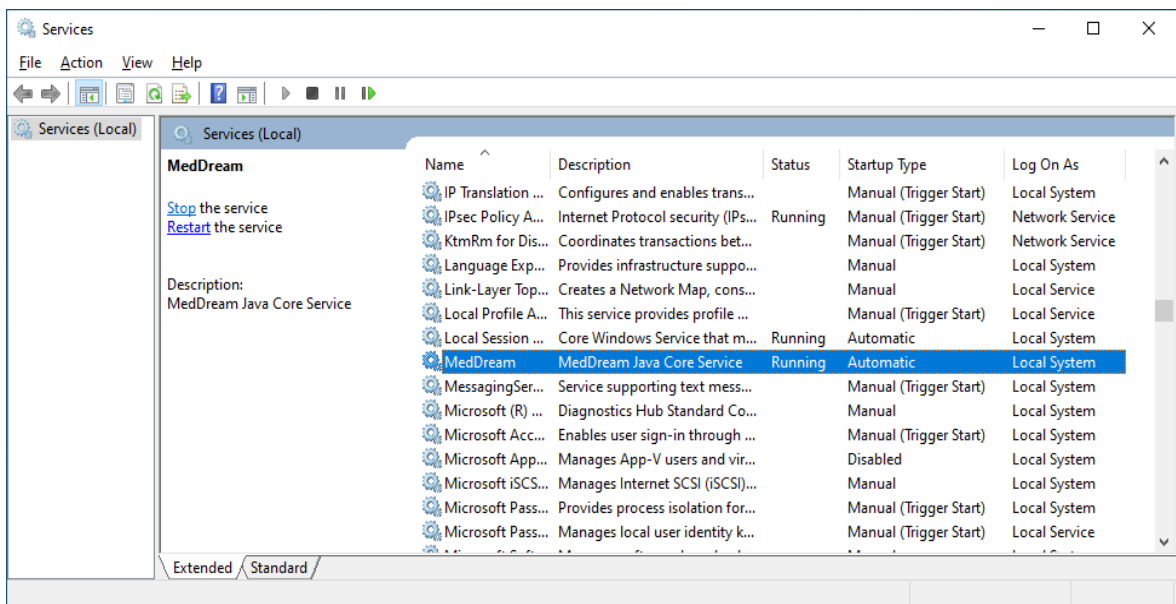 Services
File Action View Help
Services (Local)
Services (Local)
MedDream
Stop the service
Restart the service
Description:
MedDream Java Core Service
Name Description Status Startup Type Log On As
IP Translation ... Configures and enables trans... Manual (Trigger Start) Local System
IPsec Policy A... Internet Protocol security (IPs... Running Manual (Trigger Start) Network Service
KtmRm for Dis... Coordinates transactions bet... Manual (Trigger Start) Network Service
Language Exp... Provides infrastructure suppo... Manual Local System
Link-Layer Top... Creates a Network Map, cons... Manual Local Service
Local Profile A... This service provides profile ... Manual (Trigger Start) Local Service
Local Session ... Core Windows Service that m... Running Automatic Local System
MedDream MedDream Java Core Service Running Automatic Local System
MessagingSer... Service supporting text mess... Manual (Trigger Start) Local System
Microsoft (R) ... Diagnostics Hub Standard Co... Manual Local System
Microsoft Acc... Enables user sign-in through ... Manual (Trigger Start) Local System
Microsoft App... Manages App-V users and vir... Disabled Local System
Microsoft iSCS... Manages Internet SCSI (iSCSI)... Manual Local System
Microsoft Pass... Provides process isolation for... Manual (Trigger Start) Local System
Microsoft Pass... Manages local user identity k... Manual (Trigger Start) Local Service
Extended Standard